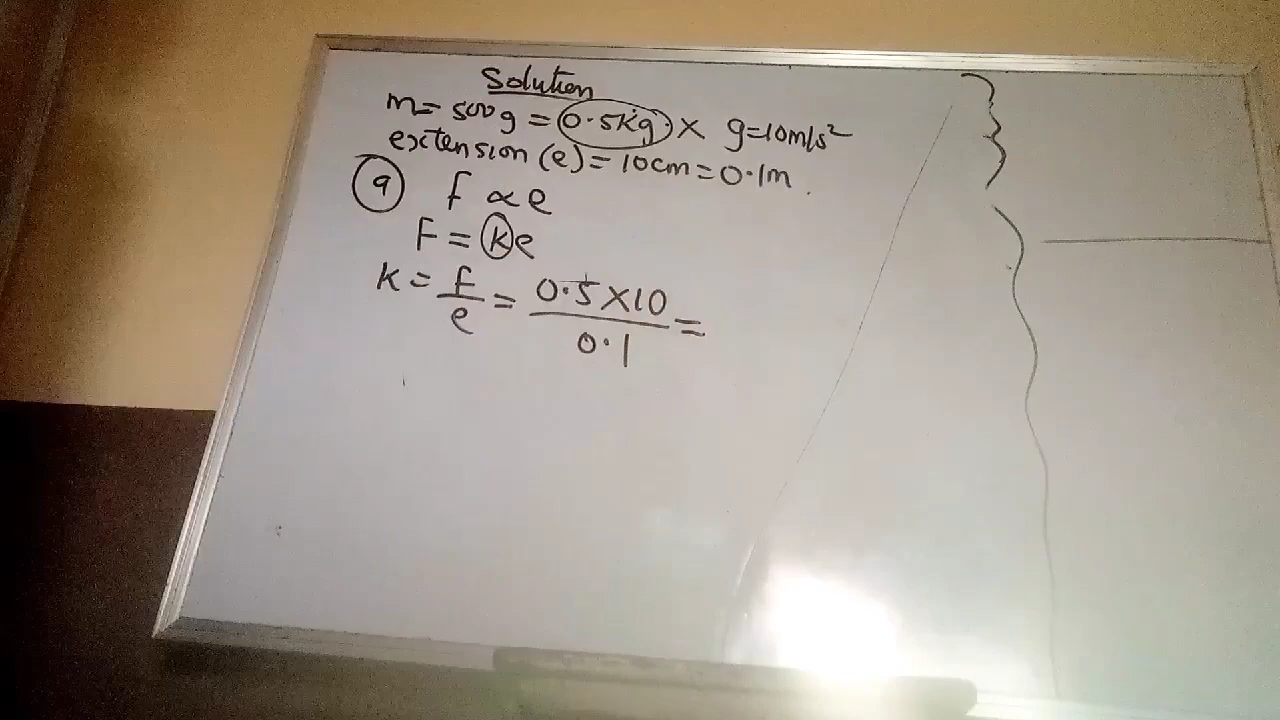 Solution
m= 500g = 0.5Kg × g=10m/s²
extension (e) = 10cm = 0.1m.
a f ∝ e
F = ke
K = f/e = 0.5×10/0.1 =